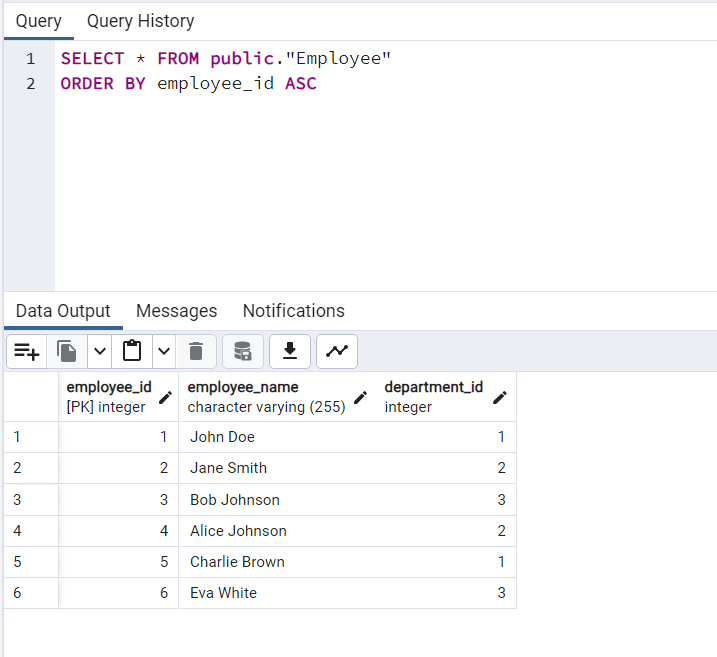 Query Query History
1 SELECT * FROM public."Employee"
2 ORDER BY employee_id ASC
Data Output Messages Notifications
employee_id employee_name department_id
[PK] integer character varying (255) integer
1 1 John Doe 1
2 2 Jane Smith 2
3 3 Bob Johnson 3
4 4 Alice Johnson 2
5 5 Charlie Brown 1
6 6 Eva White 3